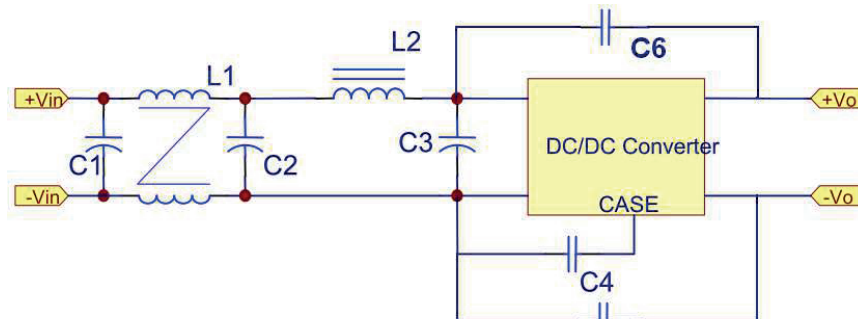 L2
C6
L1
+Vin
+Vo
C1
C2
C3
DC/DC Converter
-Vin
CASE
-Vo
C4